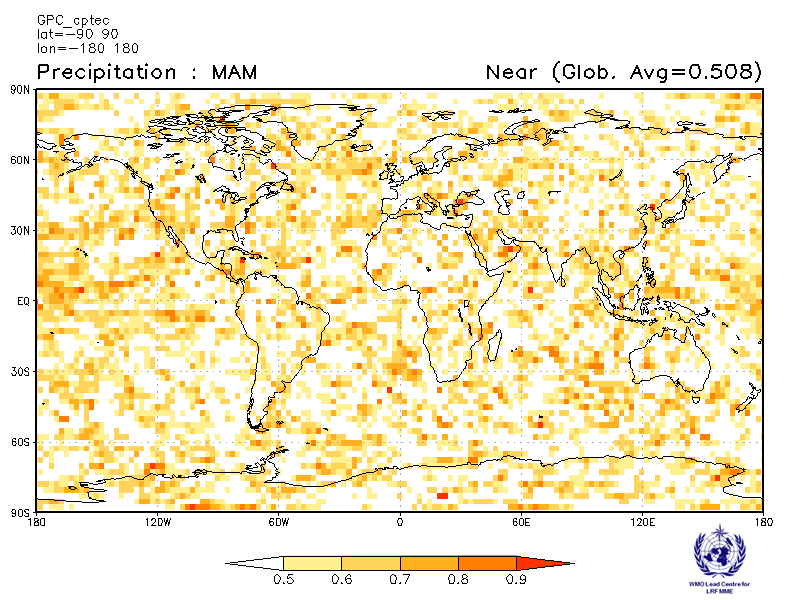 GPC_cptec
lat=-90 90
lon=-180 180
Precipitation : MAM
Near (Glob. Avg=0.508)
90N
60N
30N
EQ
30S
60S
90S
180 120W 60W 0 60E 120E 180
0.5 0.6 0.7 0.8 0.9
WMO Lead Centre for
LRF MME